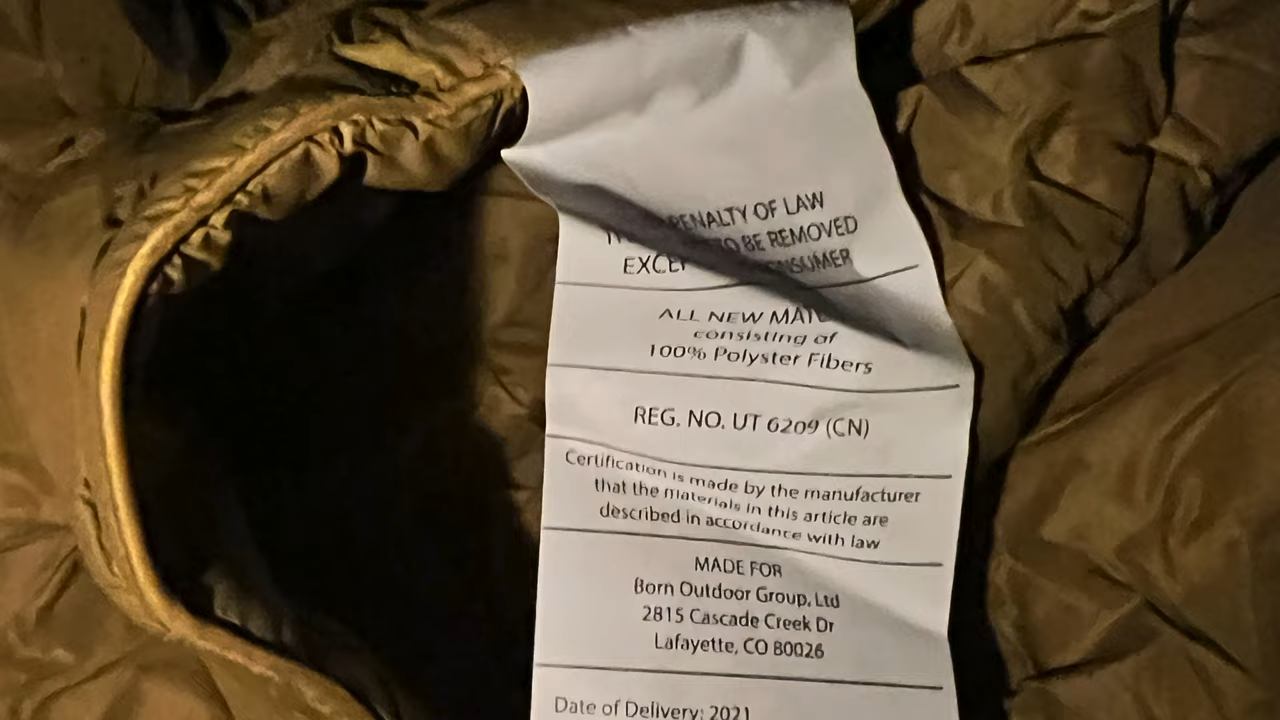 PENALTY OF LAW
TO BE REMOVED
ALL NEW
consisting of
100% Polyster Fibers
REG. NO. UT 6209 (CN)
Certification is made by the manufacturer
that the materials in this article are
described in accordance with law
MADE FOR
Born Outdoor Group, Ltd
2815 Cascade Creek Dr
Lafayette, CO 80026
Date of Delivery: 2021